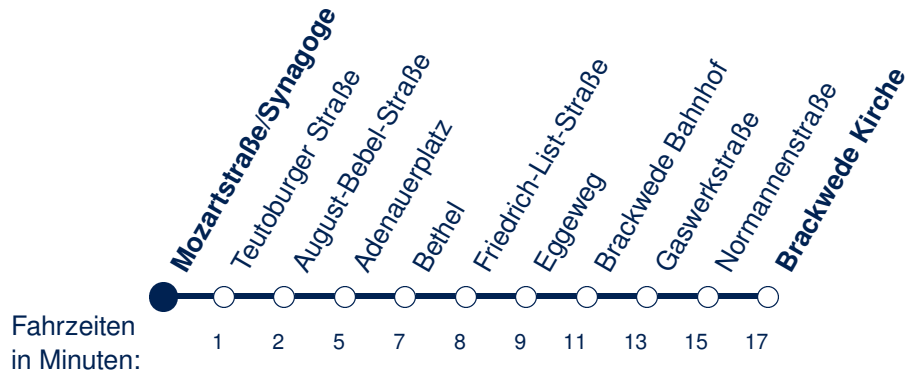 Mozartstraße/Synagoge
Teutoburger Straße
August-Bebel-Straße
Adenauerplatz
Bethel
Friedrich-List-Straße
Eggeweg
Brackwede Bahnhof
Gaswerkstraße
Normannenstraße
Brackwede Kirche
Fahrzeiten
in Minuten:
1 2 5 7 8 9 11 13 15 17